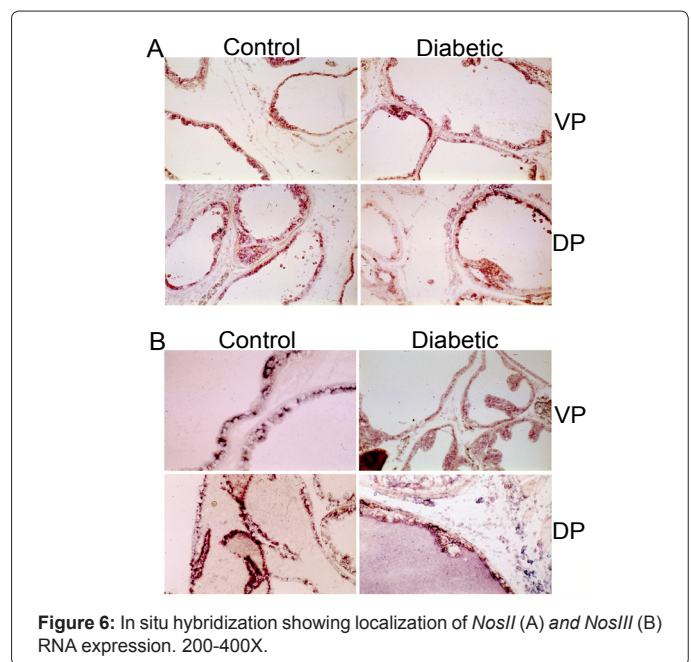 A Control Diabetic
VP
DP
B Control Diabetic
VP
DP
Figure 6: In situ hybridization showing localization of NosII (A) and NosIII (B)
RNA expression. 200-400X.